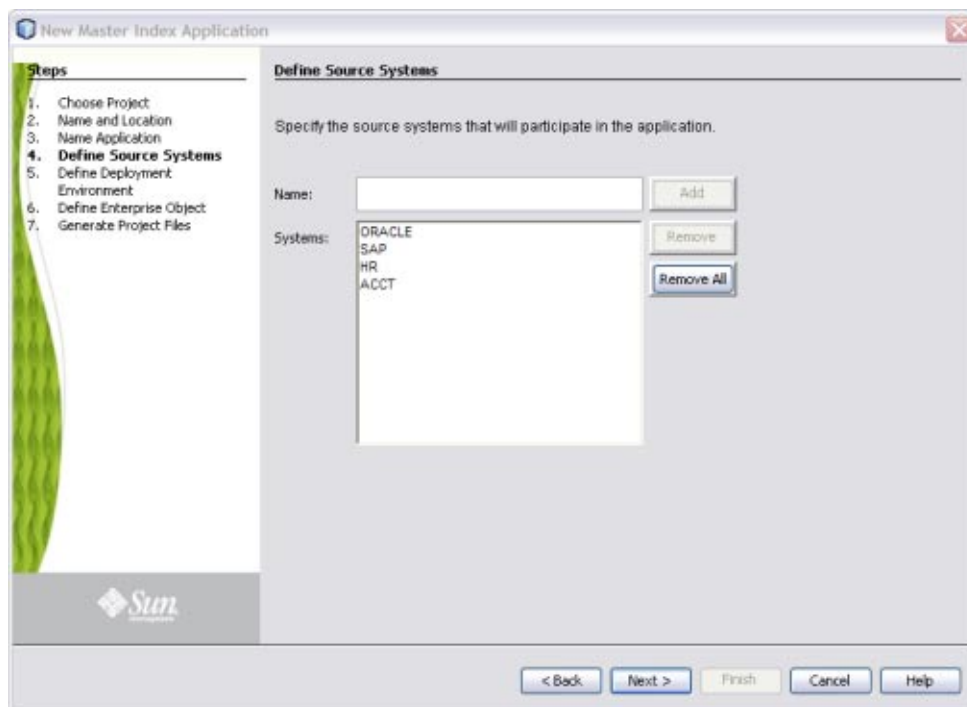 New Master Index Application
Steps
1. Choose Project
2. Name and Location
3. Name Application
4. Define Source Systems
5. Define Deployment
Environment
6. Define Enterprise Object
7. Generate Project Files
Define Source Systems
Specify the source systems that will participate in the application.
Name:
Add
Systems:
ORACLE
SAP
HR
ACCT
Remove
Remove All
Sun
< Back
Next >
Finish
Cancel
Help